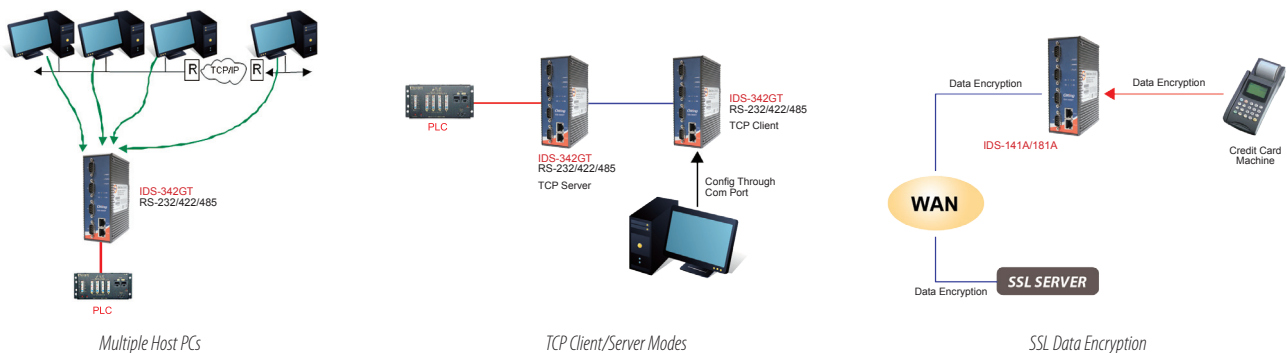 R
TCP/IP
R
IDS-342GT
RS-232/422/485
PLC
Multiple Host PCs
PLC
IDS-342GT
RS-232/422/485
TCP Server
IDS-342GT
RS-232/422/485
TCP Client
Config Through
Com Port
TCP Client/Server Modes
Data Encryption
Data Encryption
IDS-141A/181A
Credit Card
Machine
WAN
Data Encryption
SSL SERVER
SSL Data Encryption